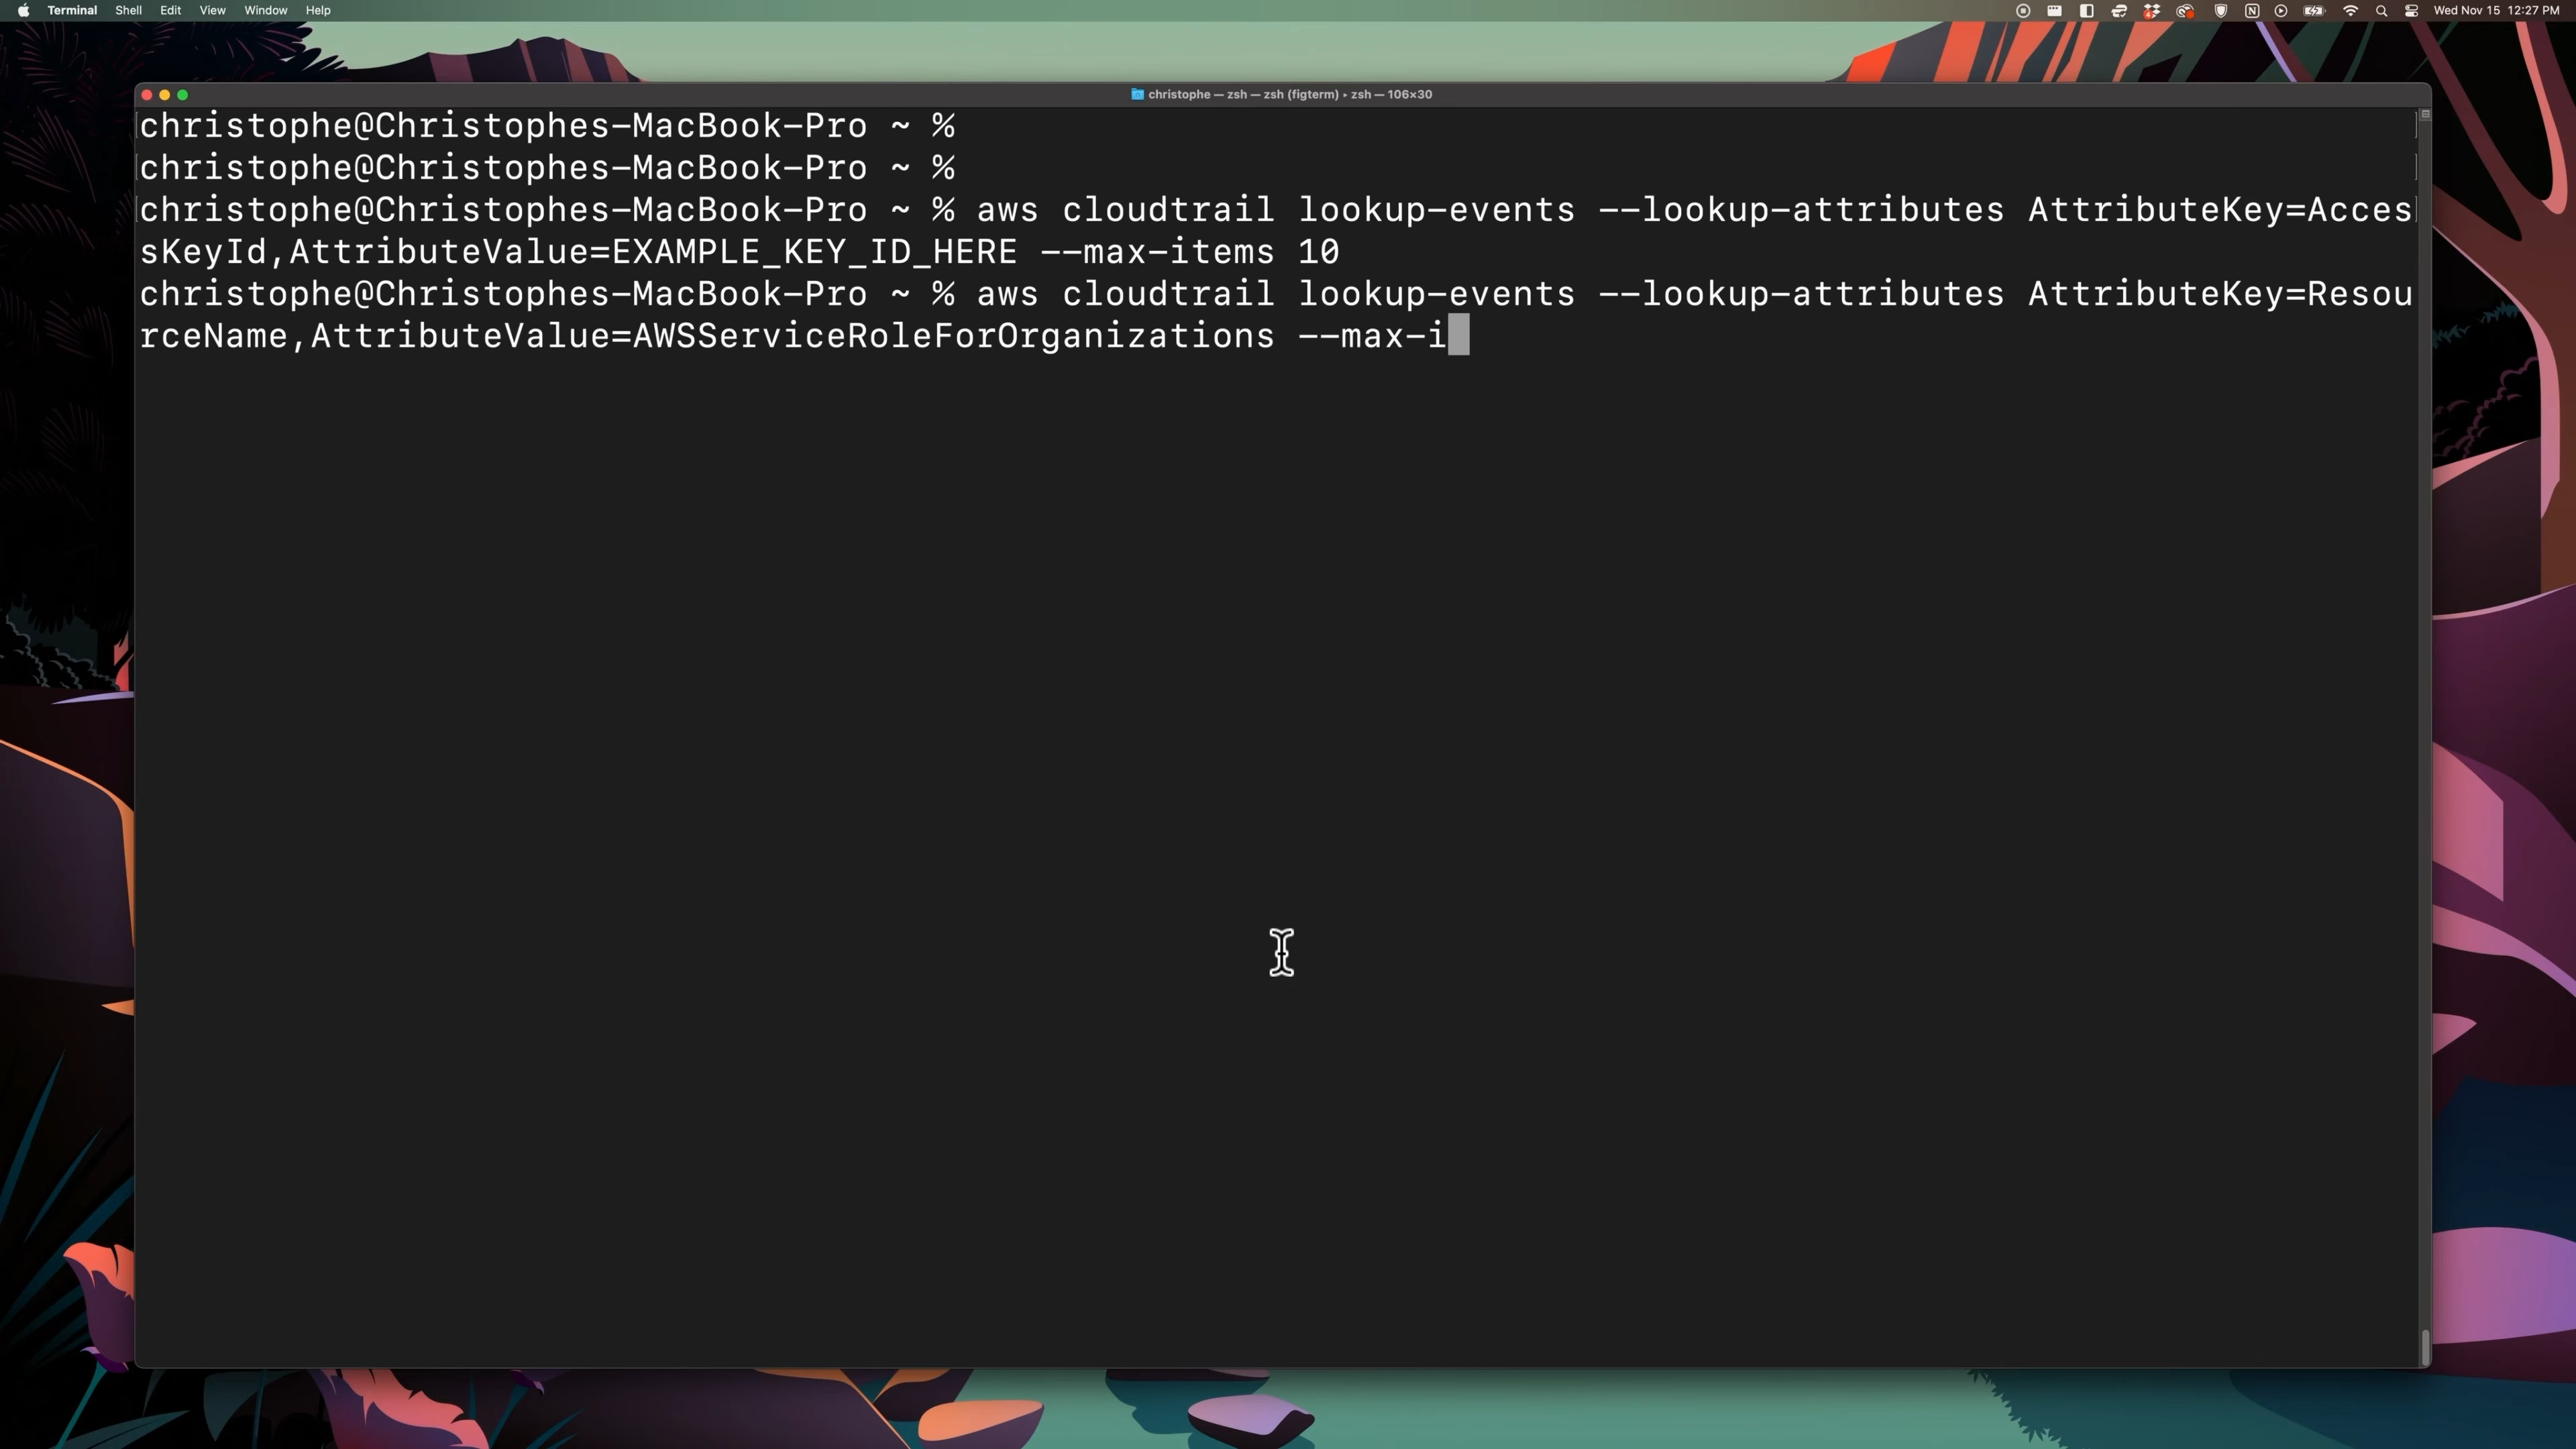 Terminal Shell Edit View Window Help Wed Nov 15 12:27 PM
christophe — zsh — zsh (figterm) ▸ zsh — 106×30
christophe@Christophes-MacBook-Pro ~ %
christophe@Christophes-MacBook-Pro ~ %
christophe@Christophes-MacBook-Pro ~ % aws cloudtrail lookup-events --lookup-attributes AttributeKey=Acces
sKeyId,AttributeValue=EXAMPLE_KEY_ID_HERE --max-items 10
christophe@Christophes-MacBook-Pro ~ % aws cloudtrail lookup-events --lookup-attributes AttributeKey=Resou
rceName,AttributeValue=AWSServiceRoleForOrganizations --max-i